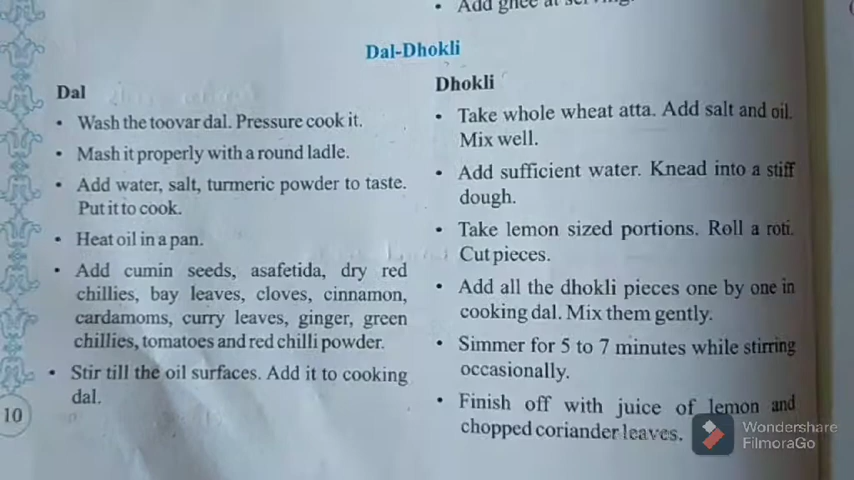 • Add ghee at serving.
Dal-Dhokli
Dal
• Wash the toovar dal. Pressure cook it.
• Mash it properly with a round ladle.
• Add water, salt, turmeric powder to taste.
Put it to cook.
• Heat oil in a pan.
• Add cumin seeds, asafetida, dry red
chillies, bay leaves, cloves, cinnamon,
cardamoms, curry leaves, ginger, green
chillies, tomatoes and red chilli powder.
• Stir till the oil surfaces. Add it to cooking
dal.
10
Dhokli
• Take whole wheat atta. Add salt and oil.
Mix well.
• Add sufficient water. Knead into a stiff
dough.
• Take lemon sized portions. Roll a roti.
Cut pieces.
• Add all the dhokli pieces one by one in
cooking dal. Mix them gently.
• Simmer for 5 to 7 minutes while stirring
occasionally.
• Finish off with juice of lemon and
chopped coriander leaves.
Wondershare
FilmoraGo